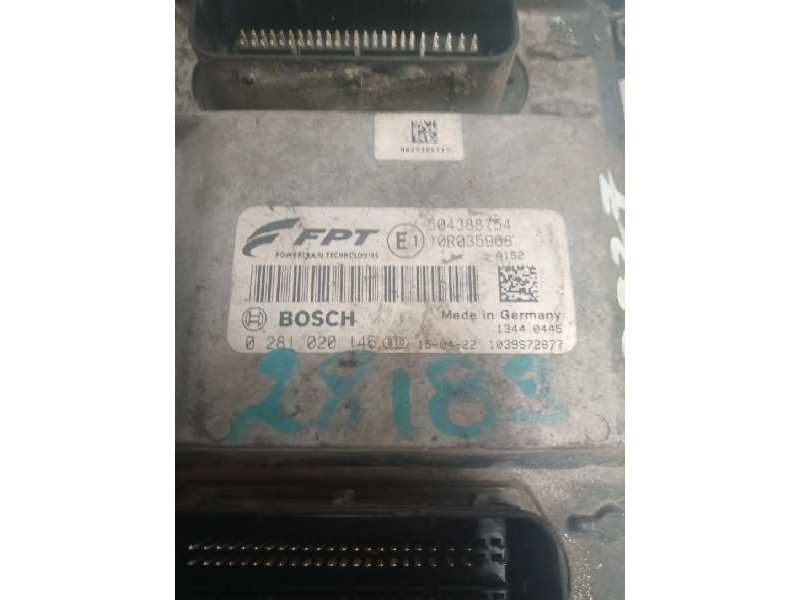 504388754
FPT
E1
10R035968
POWERTRAIN TECHNOLOGIES
A152
BOSCH
Made in Germany
1344 0445
0 281 020 146
15-04-22
1039S72877
28183